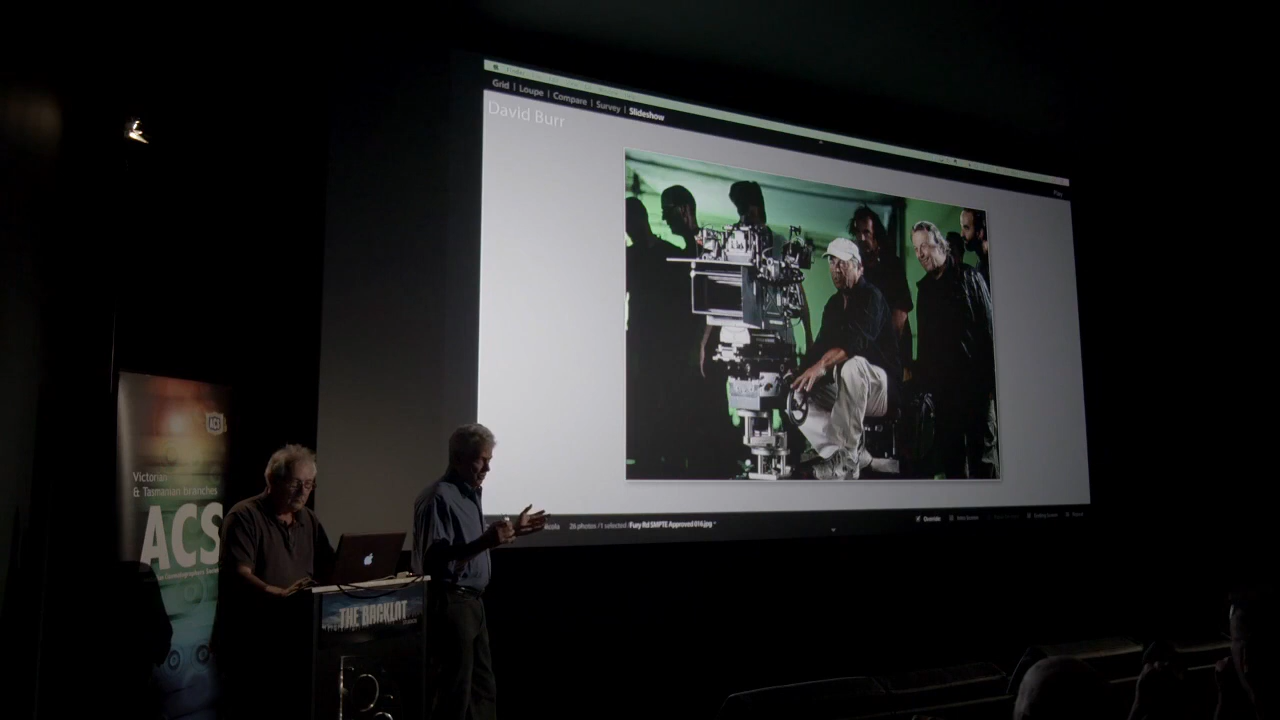 Grid | Loupe | Compare | Survey | Slideshow
David Burr
26 photos / 1 selected / Fury Rd SMPTE Approved 016.jpg
ACS
Victorian
& Tasmanian branches
ACS
THE BACKLOT
STUDIOS